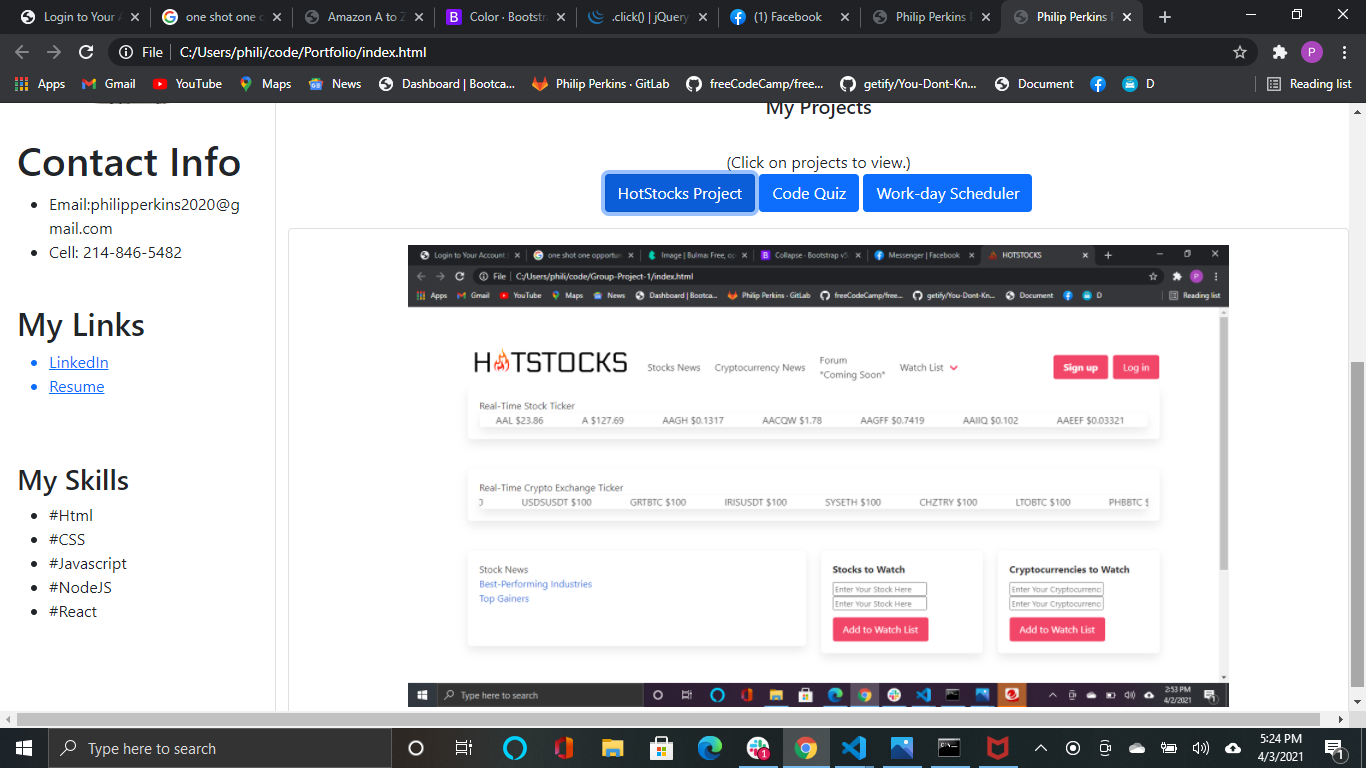 Login to Your A
one shot one o
Amazon A to Z
Color · Bootstra
.click() | jQuery
(1) Facebook
Philip Perkins P
Philip Perkins P
File C:/Users/phili/code/Portfolio/index.html
Apps Gmail YouTube Maps News Dashboard | Bootca... Philip Perkins · GitLab freeCodeCamp/free... getify/You-Dont-Kn... Document D Reading list
My Projects
(Click on projects to view.)
HotStocks Project Code Quiz Work-day Scheduler
Contact Info
Email:philipperkins2020@g
mail.com
Cell: 214-846-5482
My Links
LinkedIn
Resume
My Skills
#Html
#CSS
#Javascript
#NodeJS
#React
Login to Your Account
one shot one opportun
Image | Bulma: Free, op
Collapse · Bootstrap v5
Messenger | Facebook
HOTSTOCKS
File C:/Users/phili/code/Group-Project-1/index.html
Apps Gmail YouTube Maps News Dashboard | Bootca... Philip Perkins · GitLab freeCodeCamp/free... getify/You-Dont-Kn... Document D Reading list
HOTSTOCKS Stocks News Cryptocurrency News Forum
*Coming Soon* Watch List Sign up Log in
Real-Time Stock Ticker
AAL $23.86 A $127.69 AAGH $0.1317 AACQW $1.78 AAGFF $0.7419 AAIIQ $0.102 AAEEF $0.03321
Real-Time Crypto Exchange Ticker
USDSUSDT $100 GRTBTC $100 IRISUSDT $100 SYSETH $100 CHZTRY $100 LTOBTC $100 PHBBTC $
Stock News
Best-Performing Industries
Top Gainers
Stocks to Watch
Enter Your Stock Here
Enter Your Stock Here
Add to Watch List
Cryptocurrencies to Watch
Enter Your Cryptocurrenc
Enter Your Cryptocurrenc
Add to Watch List
Type here to search
2:53 PM
4/2/2021
Type here to search
5:24 PM
4/3/2021